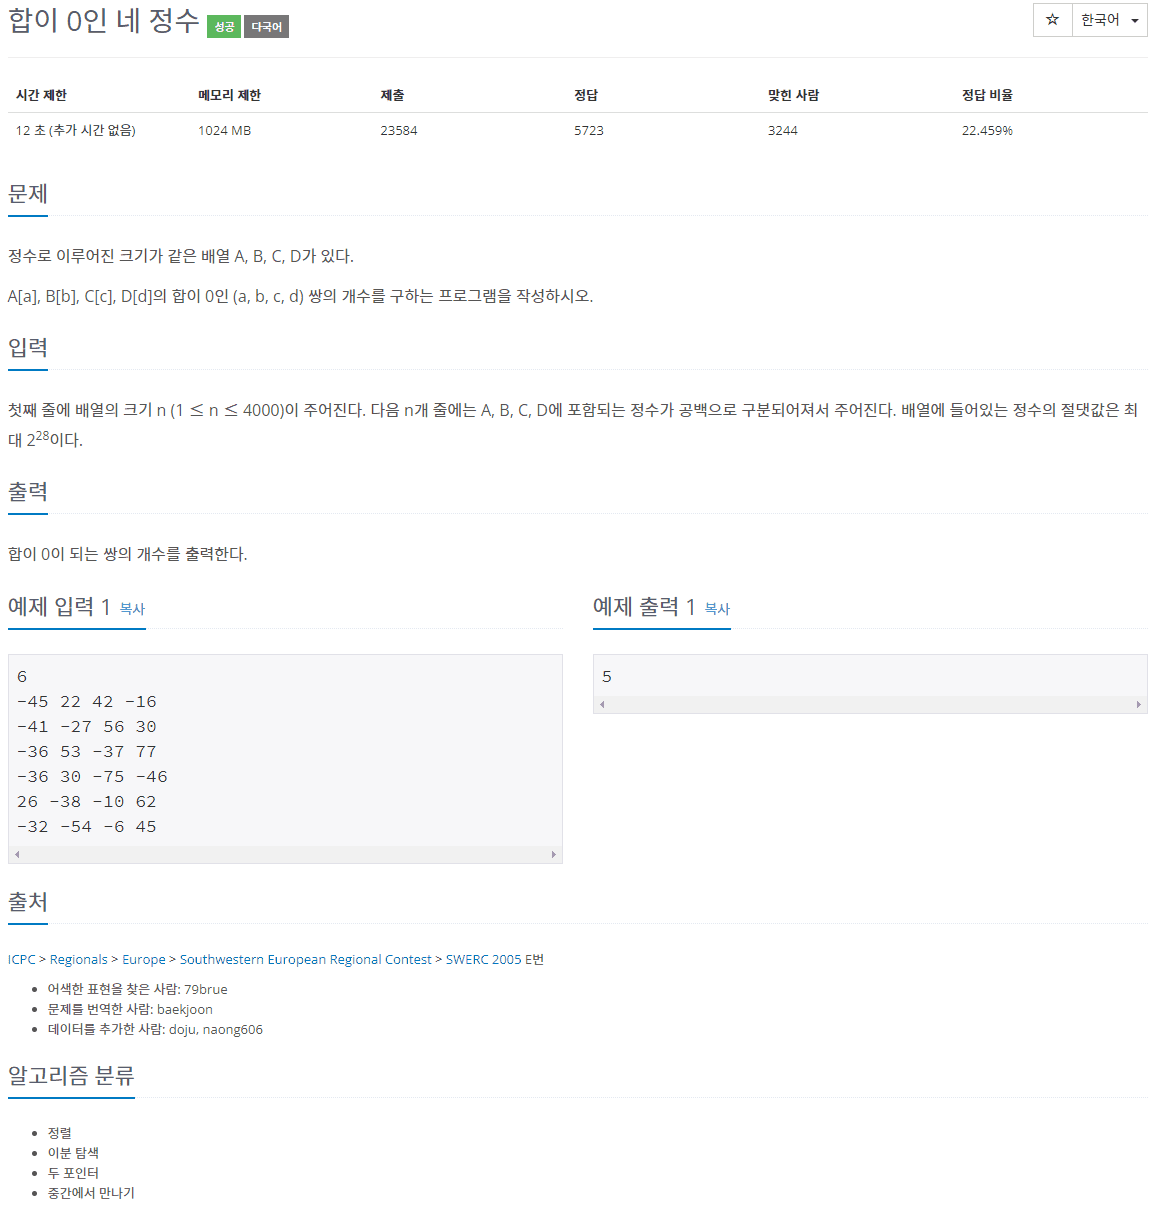 합이 0인 네 정수 성공 다국어
☆ 한국어
시간 제한 메모리 제한 제출 정답 맞힌 사람 정답 비율
12 초 (추가 시간 없음) 1024 MB 23584 5723 3244 22.459%
문제
정수로 이루어진 크기가 같은 배열 A, B, C, D가 있다.
A[a], B[b], C[c], D[d]의 합이 0인 (a, b, c, d) 쌍의 개수를 구하는 프로그램을 작성하시오.
입력
첫째 줄에 배열의 크기 n (1 ≤ n ≤ 4000)이 주어진다. 다음 n개 줄에는 A, B, C, D에 포함되는 정수가 공백으로 구분되어져서 주어진다. 배열에 들어있는 정수의 절댓값은 최
대 2²⁸이다.
출력
합이 0이 되는 쌍의 개수를 출력한다.
예제 입력 1 복사
6
-45 22 42 -16
-41 -27 56 30
-36 53 -37 77
-36 30 -75 -46
26 -38 -10 62
-32 -54 -6 45
예제 출력 1 복사
5
출처
ICPC > Regionals > Europe > Southwestern European Regional Contest > SWERC 2005 E번
• 어색한 표현을 찾은 사람: 79brue
• 문제를 번역한 사람: baekjoon
• 데이터를 추가한 사람: doju, naong606
알고리즘 분류
• 정렬
• 이분 탐색
• 두 포인터
• 중간에서 만나기